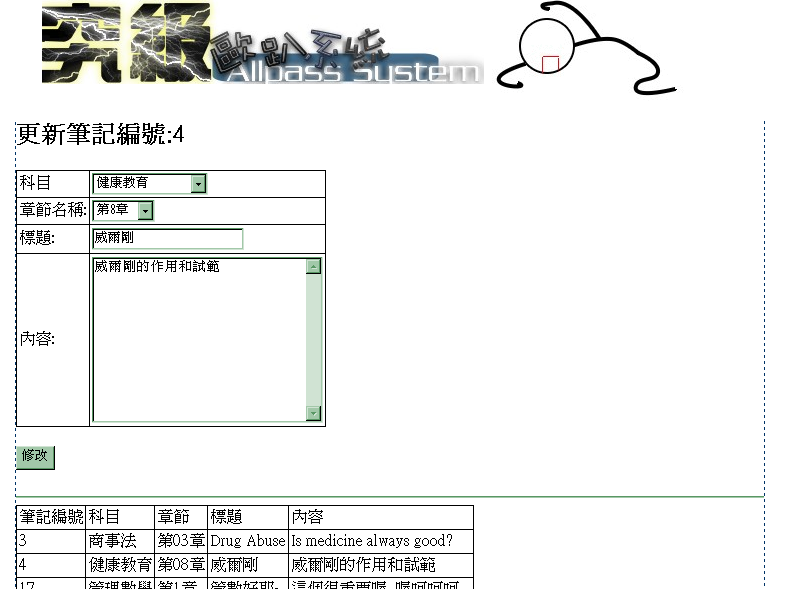 突級
歐趴系統
Allpass System
更新筆記編號:4
科目 健康教育
章節名稱: 第8章
標題: 威爾剛
內容: 威爾剛的作用和試範
修改
筆記編號 科目 章節 標題 內容
3 商事法 第03章 Drug Abuse Is medicine always good?
4 健康教育 第08章 威爾剛 威爾剛的作用和試範
17 管理數學 第1章